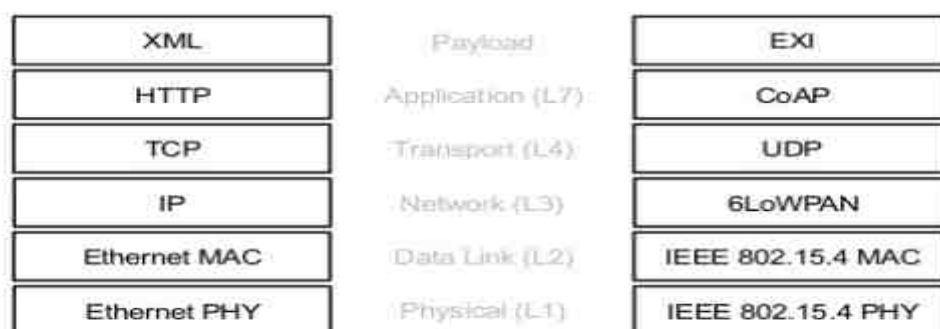 XML Payload EXI
HTTP Application (L7) CoAP
TCP Transport (L4) UDP
IP Network (L3) 6LoWPAN
Ethernet MAC Data Link (L2) IEEE 802.15.4 MAC
Ethernet PHY Physical (L1) IEEE 802.15.4 PHY